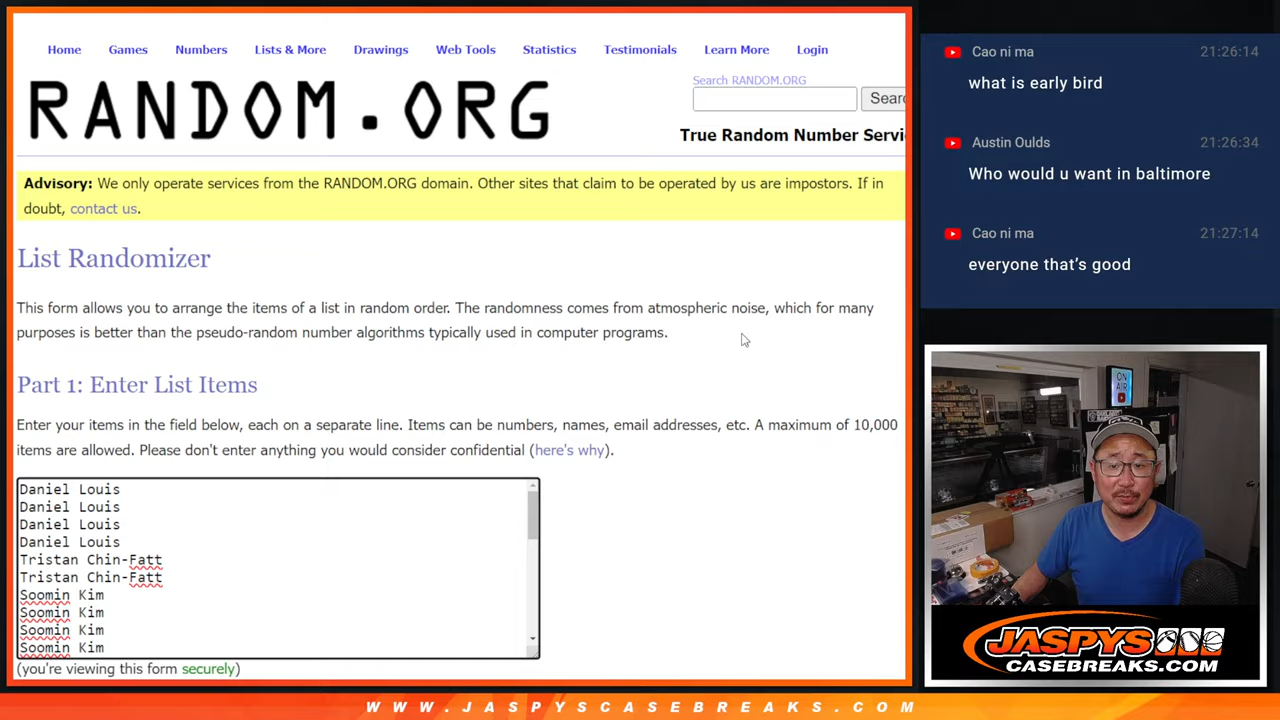 Home Games Numbers Lists & More Drawings Web Tools Statistics Testimonials Learn More Login
RANDOM.ORG
Search RANDOM.ORG
Searc
True Random Number Servi
Advisory: We only operate services from the RANDOM.ORG domain. Other sites that claim to be operated by us are impostors. If in
doubt, contact us.
List Randomizer
This form allows you to arrange the items of a list in random order. The randomness comes from atmospheric noise, which for many
purposes is better than the pseudo-random number algorithms typically used in computer programs.
Part 1: Enter List Items
Enter your items in the field below, each on a separate line. Items can be numbers, names, email addresses, etc. A maximum of 10,000
items are allowed. Please don't enter anything you would consider confidential (here's why).
Daniel Louis
Daniel Louis
Daniel Louis
Daniel Louis
Tristan Chin-Fatt
Tristan Chin-Fatt
Soomin Kim
Soomin Kim
Soomin Kim
Soomin Kim
(you're viewing this form securely)
Cao ni ma 21:26:14
what is early bird
Austin Oulds 21:26:34
Who would u want in baltimore
Cao ni ma 21:27:14
everyone that's good
ON
AIR
JASPYS
CASEBREAKS.COM
WWW.JASPYSCASEBREAKS.COM